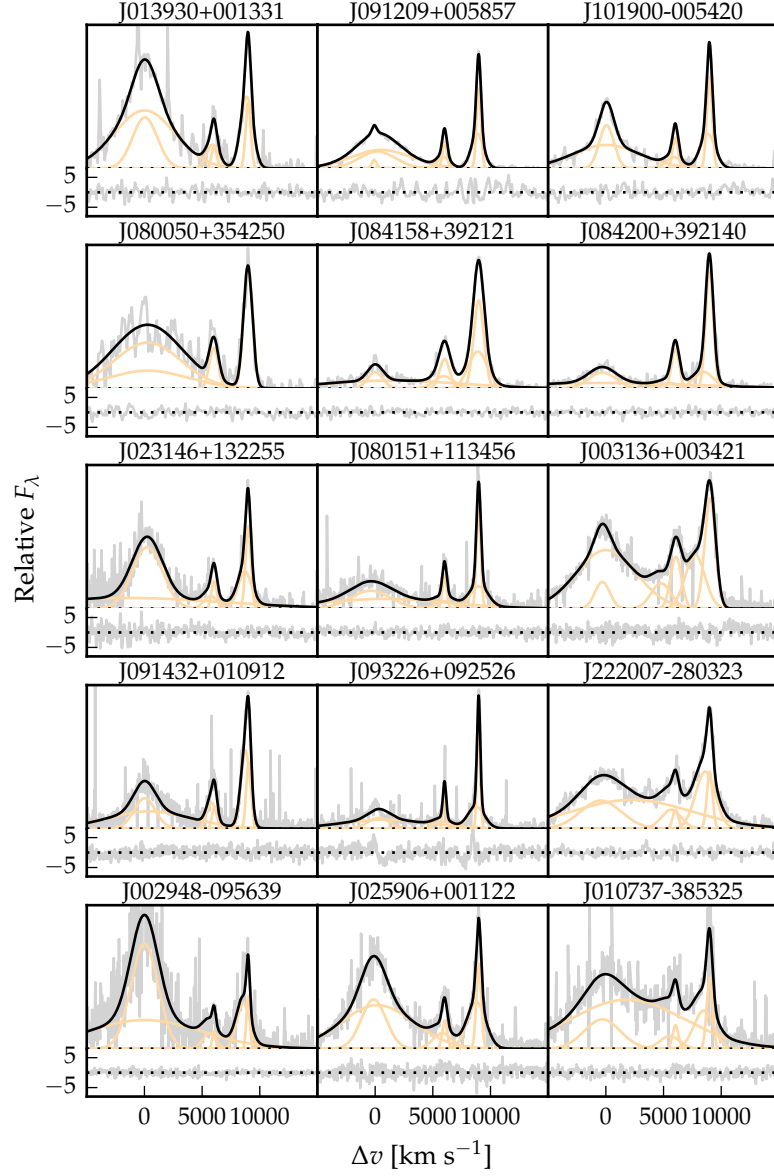 J013930+001331 J091209+005857 J101900-005420
5
−5
J080050+354250 J084158+392121 J084200+392140
5
−5
J023146+132255 J080151+113456 J003136+003421
5
−5
J091432+010912 J093226+092526 J222007-280323
5
−5
J002948-095639 J025906+001122 J010737-385325
5
−5
Relative Fλ
0 5000 10000 0 5000 10000 0 5000 10000
Δv [km s⁻¹]